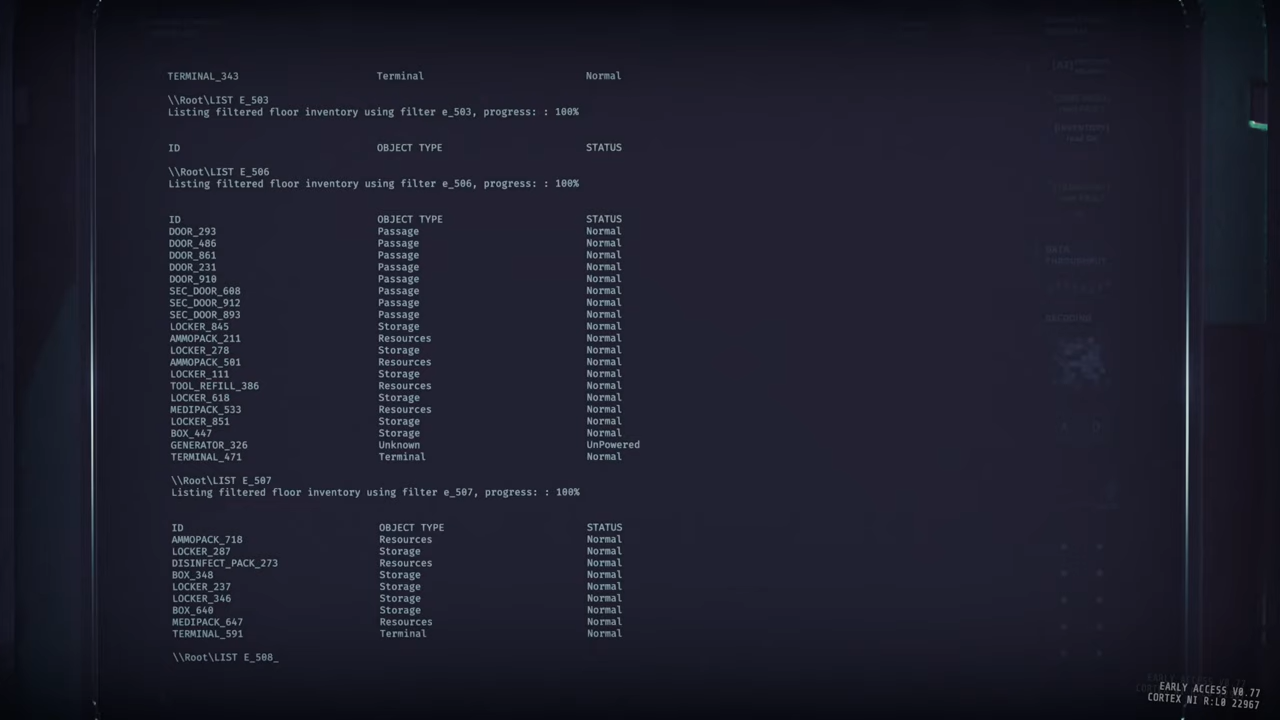 TERMINAL_343 Terminal Normal
\\Root\LIST E_503
Listing filtered floor inventory using filter e_503, progress: : 100%
ID OBJECT TYPE STATUS
\\Root\LIST E_506
Listing filtered floor inventory using filter e_506, progress: : 100%
ID OBJECT TYPE STATUS
DOOR_293 Passage Normal
DOOR_486 Passage Normal
DOOR_861 Passage Normal
DOOR_231 Passage Normal
DOOR_910 Passage Normal
SEC_DOOR_608 Passage Normal
SEC_DOOR_912 Passage Normal
SEC_DOOR_893 Passage Normal
LOCKER_845 Storage Normal
AMMOPACK_211 Resources Normal
LOCKER_278 Storage Normal
AMMOPACK_501 Resources Normal
LOCKER_111 Storage Normal
TOOL_REFILL_386 Resources Normal
LOCKER_618 Storage Normal
MEDIPACK_533 Resources Normal
LOCKER_851 Storage Normal
BOX_447 Storage Normal
GENERATOR_326 Unknown UnPowered
TERMINAL_471 Terminal Normal
\\Root\LIST E_507
Listing filtered floor inventory using filter e_507, progress: : 100%
ID OBJECT TYPE STATUS
AMMOPACK_718 Resources Normal
LOCKER_287 Storage Normal
DISINFECT_PACK_273 Resources Normal
BOX_348 Storage Normal
LOCKER_237 Storage Normal
LOCKER_346 Storage Normal
BOX_640 Storage Normal
MEDIPACK_647 Resources Normal
TERMINAL_591 Terminal Normal
\\Root\LIST E_508_
EARLY ACCESS V0.77
CORTEX NI R:L0 22967